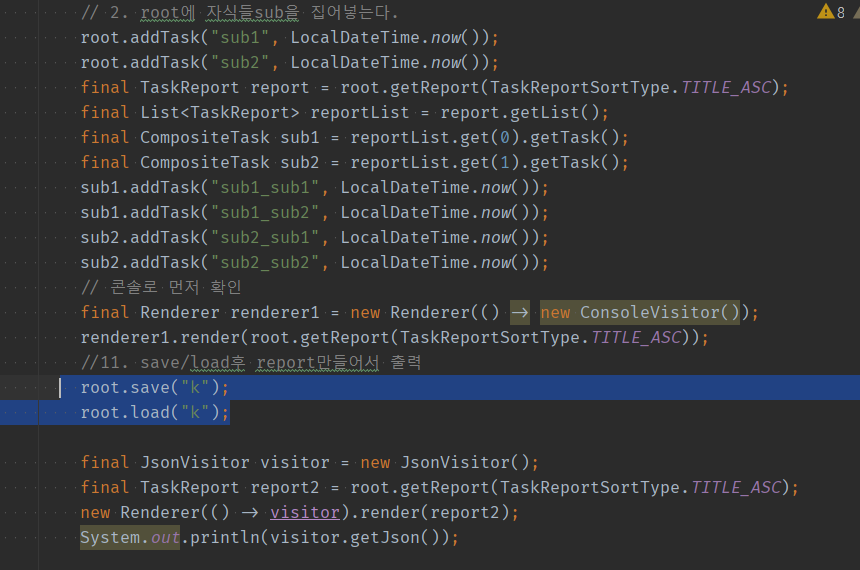 // 2. root에 자식들sub을 집어넣는다.
8
root.addTask("sub1", LocalDateTime.now());
root.addTask("sub2", LocalDateTime.now());
final TaskReport report = root.getReport(TaskReportSortType.TITLE_ASC);
final List<TaskReport> reportList = report.getList();
final CompositeTask sub1 = reportList.get(0).getTask();
final CompositeTask sub2 = reportList.get(1).getTask();
sub1.addTask("sub1_sub1", LocalDateTime.now());
sub1.addTask("sub1_sub2", LocalDateTime.now());
sub2.addTask("sub2_sub1", LocalDateTime.now());
sub2.addTask("sub2_sub2", LocalDateTime.now());
// 콘솔로 먼저 확인
final Renderer renderer1 = new Renderer(() → new ConsoleVisitor());
renderer1.render(root.getReport(TaskReportSortType.TITLE_ASC));
//11. save/load후 report만들어서 출력
root.save("k");
root.load("k");
final JsonVisitor visitor = new JsonVisitor();
final TaskReport report2 = root.getReport(TaskReportSortType.TITLE_ASC);
new Renderer(() → visitor).render(report2);
System.out.println(visitor.getJson());